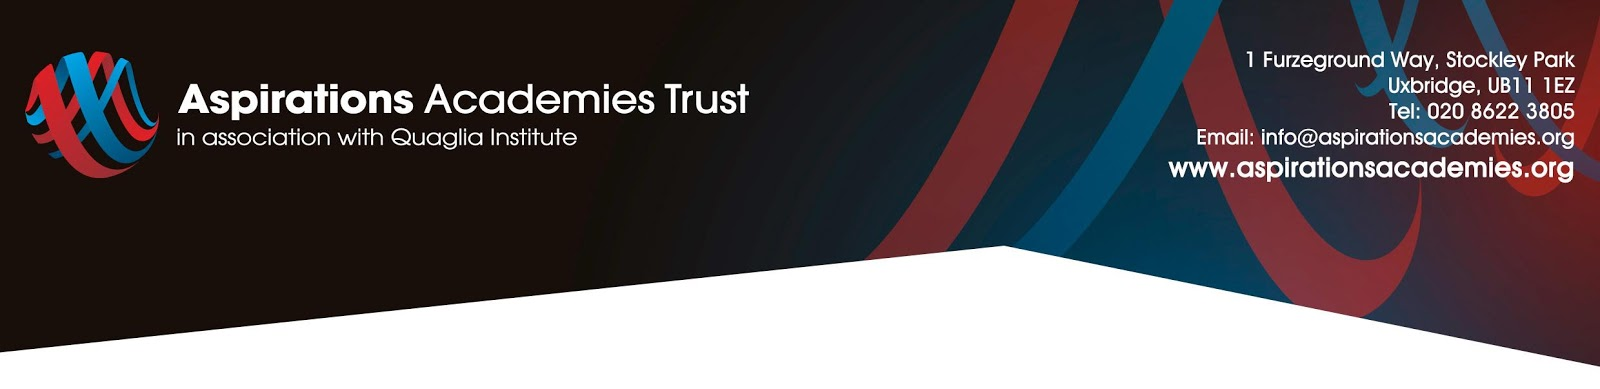 Aspirations Academies Trust
in association with Quaglia Institute
1 Furzeground Way, Stockley Park
Uxbridge, UB11 1EZ
Tel: 020 8622 3805
Email: info@aspirationsacademies.org
www.aspirationsacademies.org